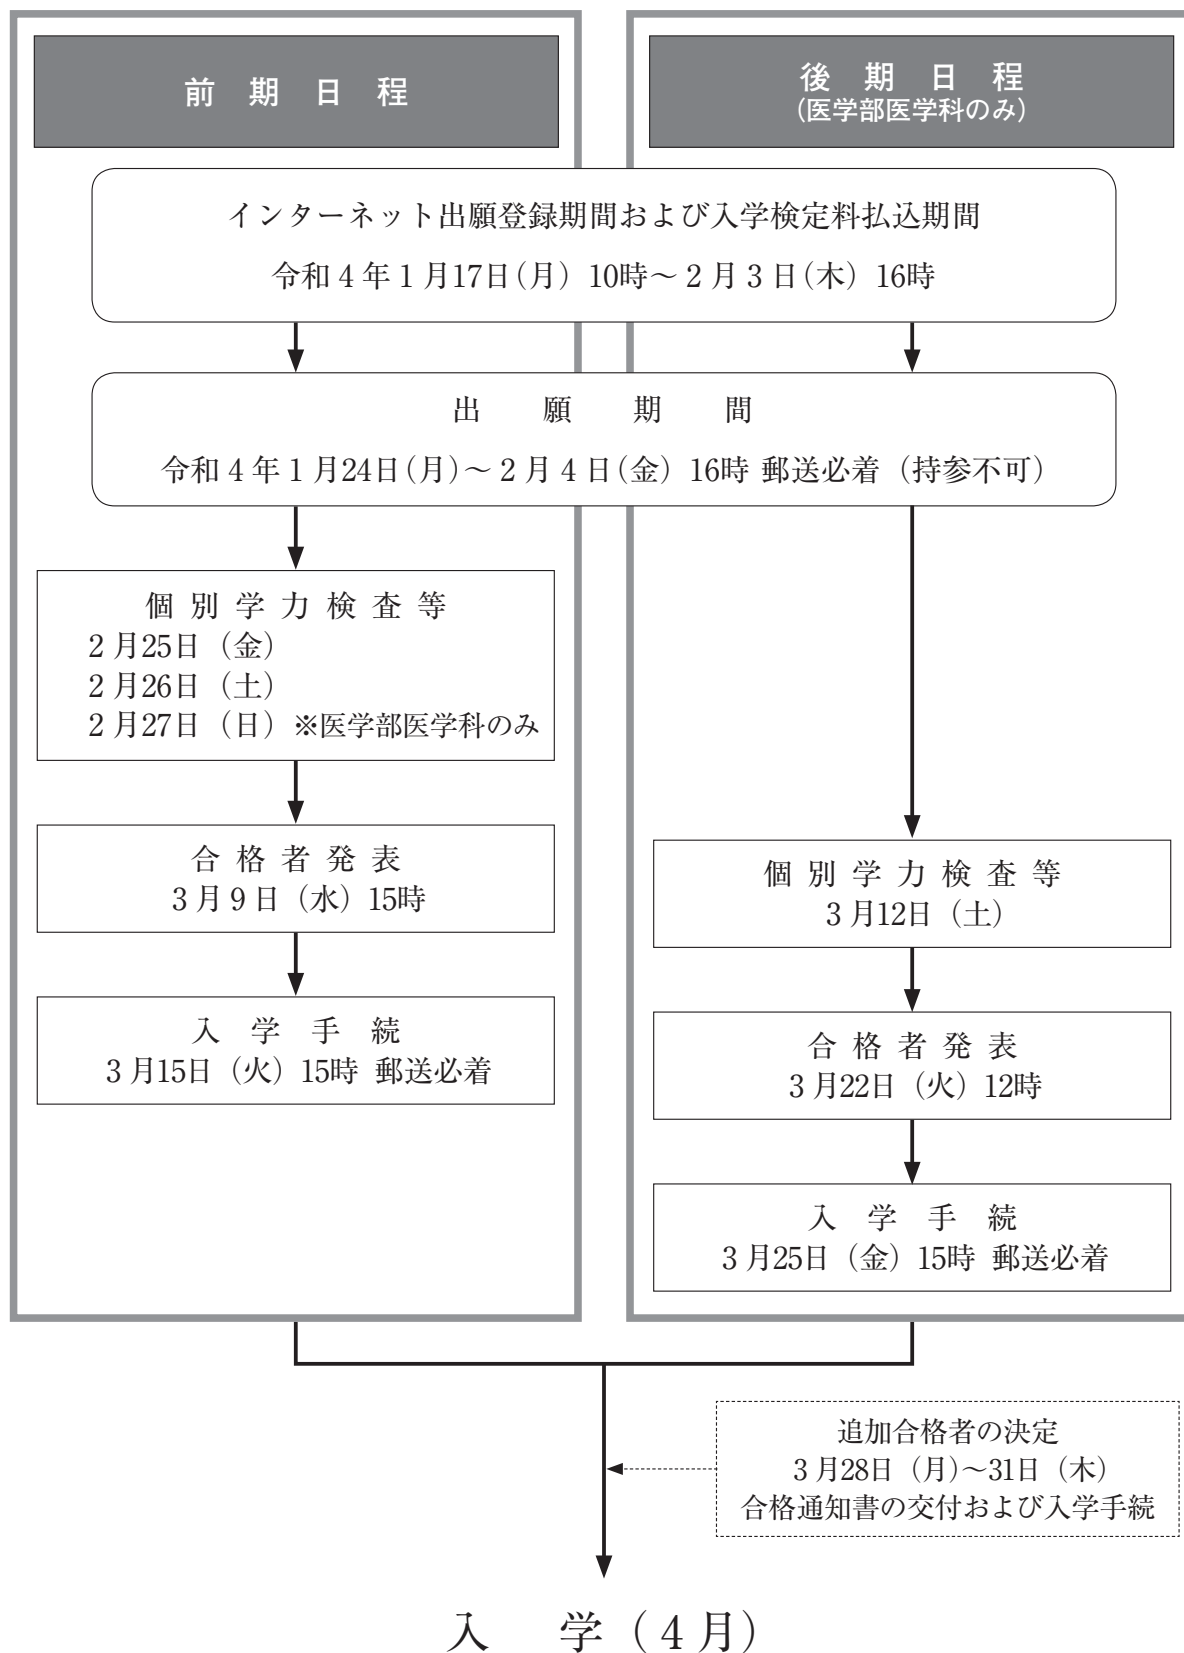 前期日程
後期日程
(医学部医学科のみ)
インターネット出願登録期間および入学検定料払込期間
令和4年1月17日(月)10時～2月3日(木)16時
出願期間
令和4年1月24日(月)～2月4日(金)16時 郵送必着(持参不可)
個別学力検査等
2月25日(金)
2月26日(土)
2月27日(日)※医学部医学科のみ
合格者発表
3月9日(水)15時
入学手続
3月15日(火)15時 郵送必着
個別学力検査等
3月12日(土)
合格者発表
3月22日(火)12時
入学手続
3月25日(金)15時 郵送必着
追加合格者の決定
3月28日(月)～31日(木)
合格通知書の交付および入学手続
入学(4月)